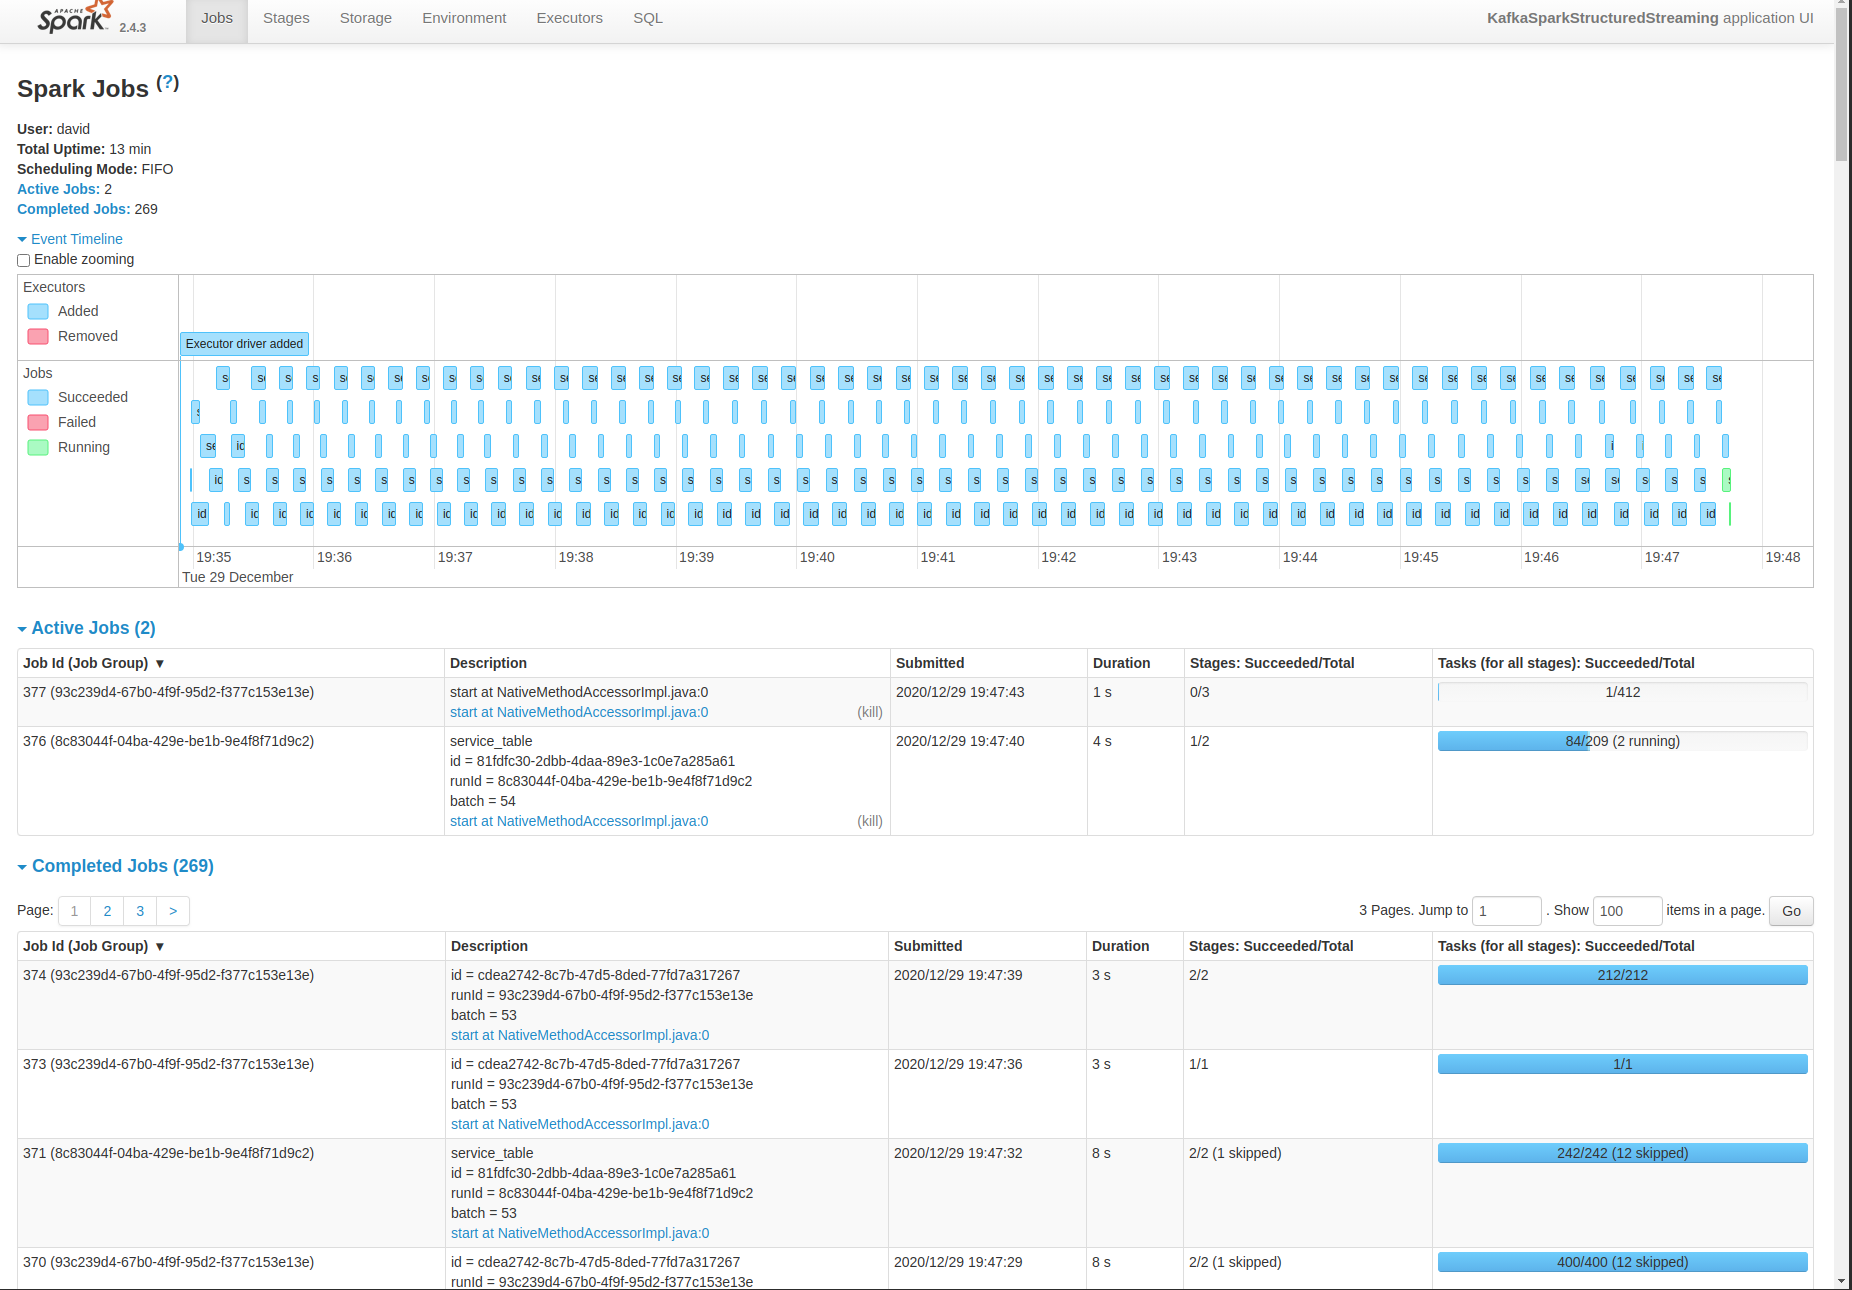 APACHE
Spark 2.4.3 Jobs Stages Storage Environment Executors SQL KafkaSparkStructuredStreaming application UI
Spark Jobs (?)
User: david
Total Uptime: 13 min
Scheduling Mode: FIFO
Active Jobs: 2
Completed Jobs: 269
Event Timeline
Enable zooming
Executors
Added
Removed
Executor driver added
Jobs
Succeeded
Failed
Running
19:35 19:36 19:37 19:38 19:39 19:40 19:41 19:42 19:43 19:44 19:45 19:46 19:47 19:48
Tue 29 December
Active Jobs (2)
Job Id (Job Group) ▼ Description Submitted Duration Stages: Succeeded/Total Tasks (for all stages): Succeeded/Total
377 (93c239d4-67b0-4f9f-95d2-f377c153e13e) start at NativeMethodAccessorImpl.java:0 2020/12/29 19:47:43 1 s 0/3 1/412
start at NativeMethodAccessorImpl.java:0 (kill)
376 (8c83044f-04ba-429e-be1b-9e4f8f71d9c2) service_table 2020/12/29 19:47:40 4 s 1/2 84/209 (2 running)
id = 81fdfc30-2dbb-4daa-89e3-1c0e7a285a61
runId = 8c83044f-04ba-429e-be1b-9e4f8f71d9c2
batch = 54
start at NativeMethodAccessorImpl.java:0 (kill)
Completed Jobs (269)
Page: 1 2 3 > 3 Pages. Jump to 1 . Show 100 items in a page. Go
Job Id (Job Group) ▼ Description Submitted Duration Stages: Succeeded/Total Tasks (for all stages): Succeeded/Total
374 (93c239d4-67b0-4f9f-95d2-f377c153e13e) id = cdea2742-8c7b-47d5-8ded-77fd7a317267 2020/12/29 19:47:39 3 s 2/2 212/212
runId = 93c239d4-67b0-4f9f-95d2-f377c153e13e
batch = 53
start at NativeMethodAccessorImpl.java:0
373 (93c239d4-67b0-4f9f-95d2-f377c153e13e) id = cdea2742-8c7b-47d5-8ded-77fd7a317267 2020/12/29 19:47:36 3 s 1/1 1/1
runId = 93c239d4-67b0-4f9f-95d2-f377c153e13e
batch = 53
start at NativeMethodAccessorImpl.java:0
371 (8c83044f-04ba-429e-be1b-9e4f8f71d9c2) service_table 2020/12/29 19:47:32 8 s 2/2 (1 skipped) 242/242 (12 skipped)
id = 81fdfc30-2dbb-4daa-89e3-1c0e7a285a61
runId = 8c83044f-04ba-429e-be1b-9e4f8f71d9c2
batch = 53
start at NativeMethodAccessorImpl.java:0
370 (93c239d4-67b0-4f9f-95d2-f377c153e13e) id = cdea2742-8c7b-47d5-8ded-77fd7a317267 2020/12/29 19:47:29 8 s 2/2 (1 skipped) 400/400 (12 skipped)
runId = 93c239d4-67b0-4f9f-95d2-f377c153e13e